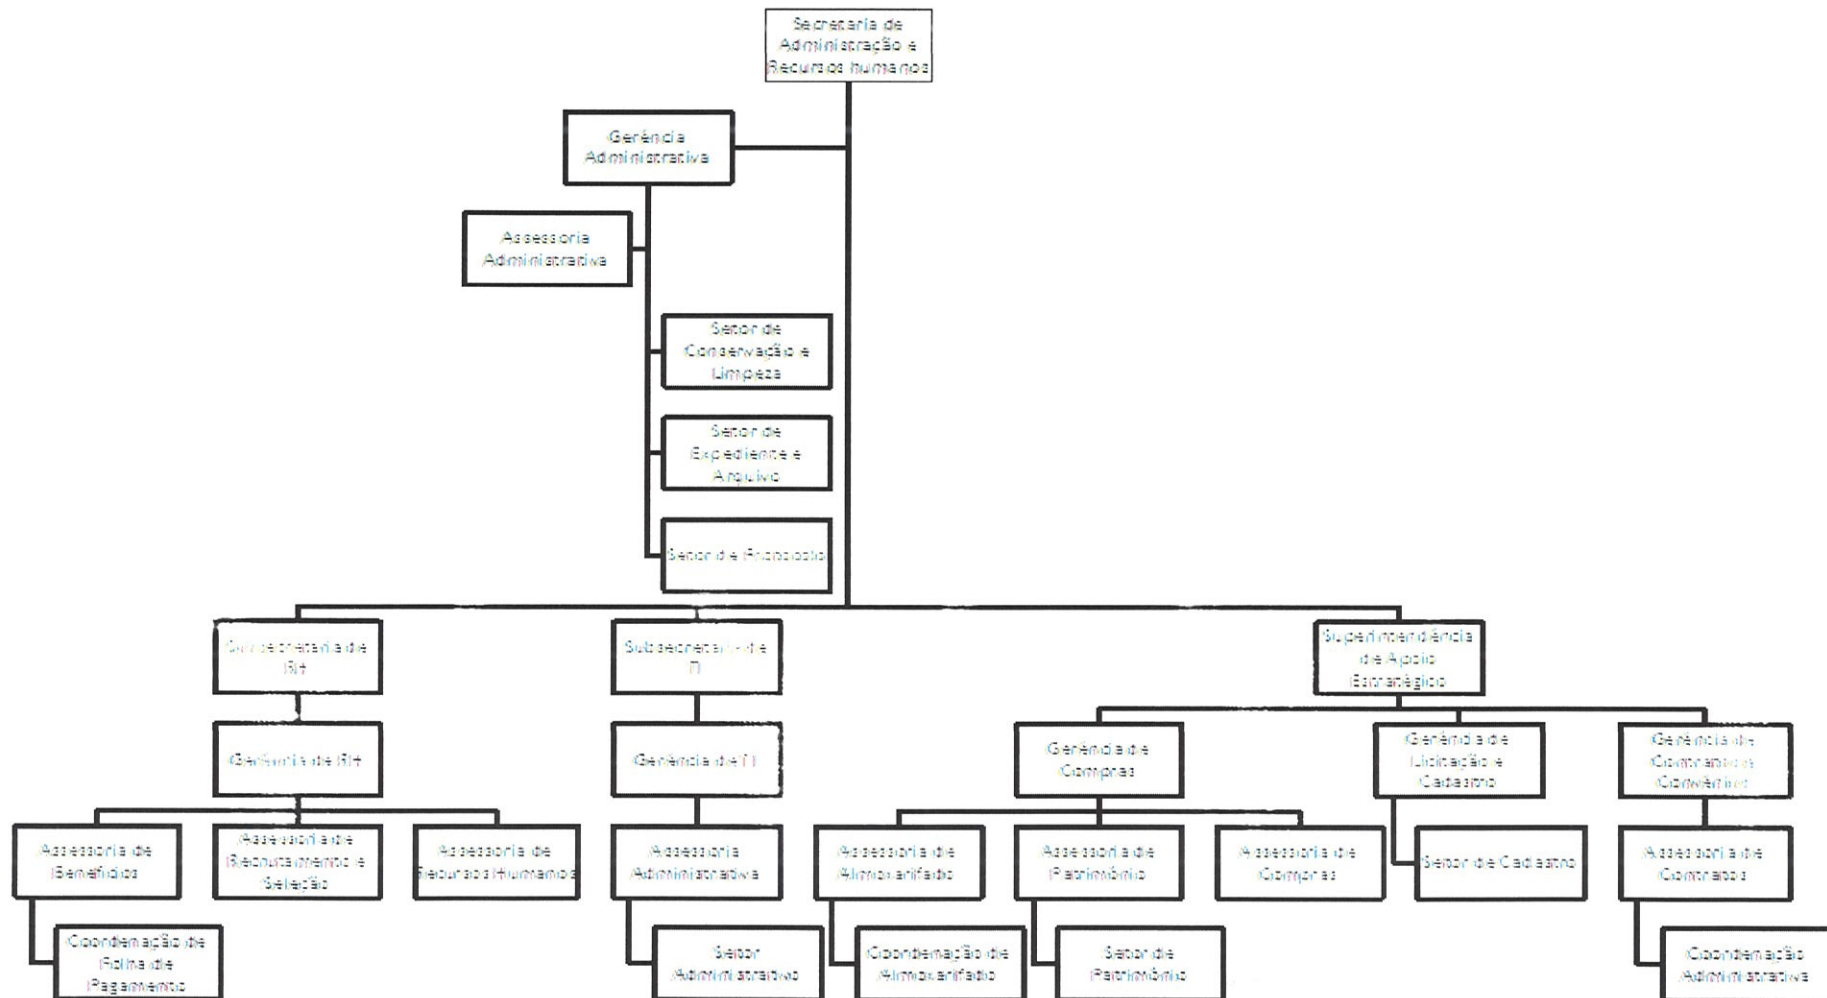 Secretaria de
Administração e
Recursos humanos
Gerência
Administrativa
Assessoria
Administrativa
Setor de
Conservação e
Limpeza
Setor de
Expediente e
Arquivo
Setor de Protocolo
Subsecretaria de
RH
Subsecretaria de
TI
Superintendência
de Apoio
Estratégico
Gerência de RH
Gerência de TI
Gerência de
Compras
Gerência de
Licitação e
Cadastro
Gerência de
Contratos e
Convênios
Assessoria de
Benefícios
Assessoria de
Recrutamento e
Seleção
Assessoria de
Recursos Humanos
Assessoria
Administrativa
Assessoria de
Almoxarifado
Assessoria de
Patrimônio
Assessoria de
Compras
Setor de Cadastro
Assessoria de
Contratos
Coordenação de
Folha de
Pagamento
Setor
Administrativo
Coordenação de
Almoxarifado
Setor de
Patrimônio
Coordenação
Administrativa